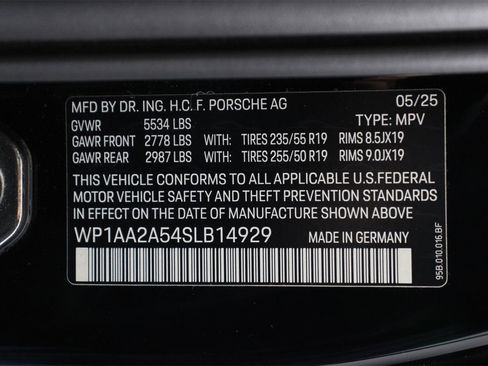 MFD BY DR. ING. H.C. F. PORSCHE AG 05/25
GVWR 5534 LBS TYPE: MPV
GAWR FRONT 2778 LBS WITH: TIRES 235/55 R19 RIMS 8.5JX19
GAWR REAR 2987 LBS WITH: TIRES 255/50 R19 RIMS 9.0JX19
THIS VEHICLE CONFORMS TO ALL APPLICABLE U.S.FEDERAL
MOTOR VEHICLE SAFETY AND THEFT PREVENTION STANDARDS
IN EFFECT ON THE DATE OF MANUFACTURE SHOWN ABOVE
WP1AA2A54SLB14929 MADE IN GERMANY
95B.010.016.BF